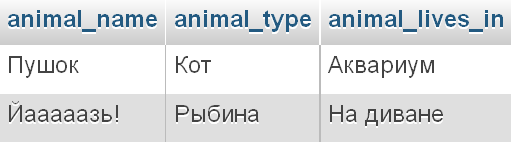 animal_name animal_type animal_lives_in
Пушок Кот Аквариум
Йааааазь! Рыбина На диване